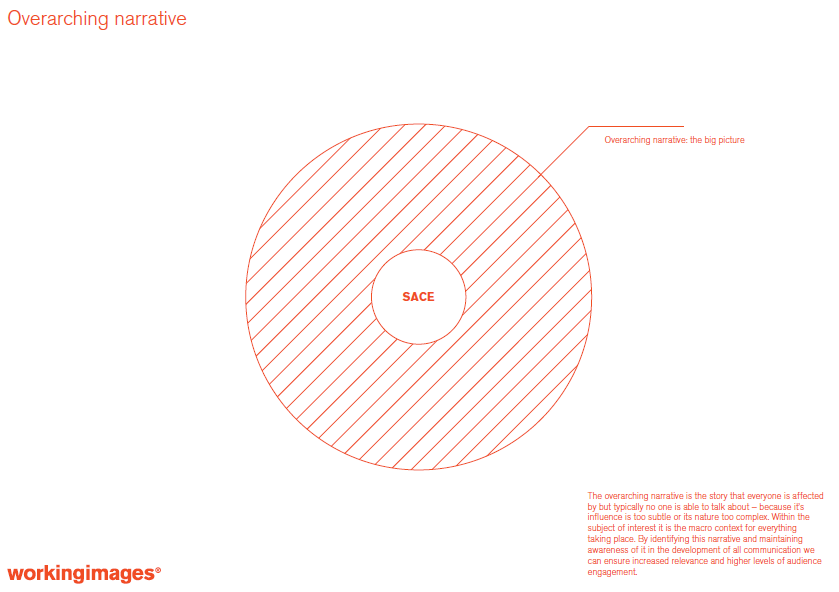 Overarching narrative
Overarching narrative: the big picture
SACE
The overarching narrative is the story that everyone is affected
by but typically no one is able to talk about – because it's
influence is too subtle or its nature too complex. Within the
subject of interest it is the macro context for everything
taking place. By identifying this narrative and maintaining
awareness of it in the development of all communication we
can ensure increased relevance and higher levels of audience
engagement.
workingimages®